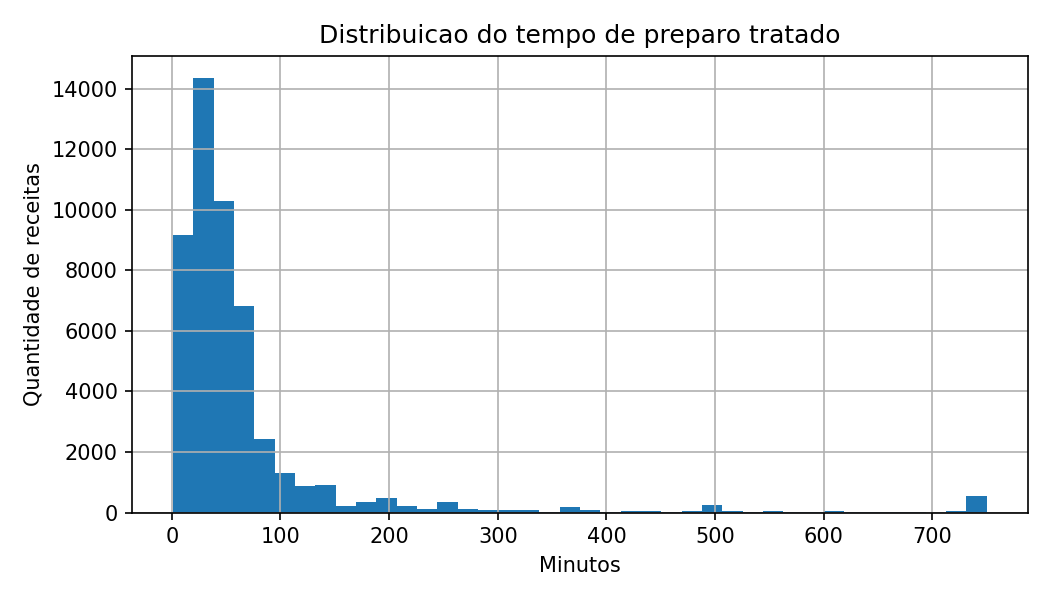 Distribuicao do tempo de preparo tratado
Quantidade de receitas
14000
12000
10000
8000
6000
4000
2000
0
0 100 200 300 400 500 600 700
Minutos